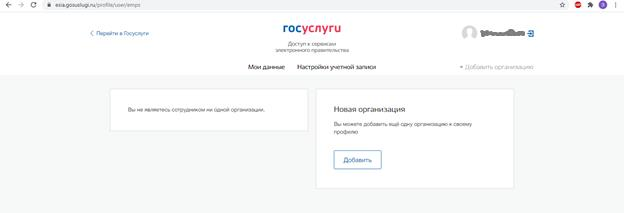 esia.gosuslugi.ru/profile/user/emps
Перейти в Госуслуги
госуслуги
Доступ к сервисам
электронного правительства
Мои данные Настройки учетной записи + Добавить организацию
Вы не являетесь сотрудником ни одной организации.
Новая организация
Вы можете добавить ещё одну организацию к своему
профилю
Добавить